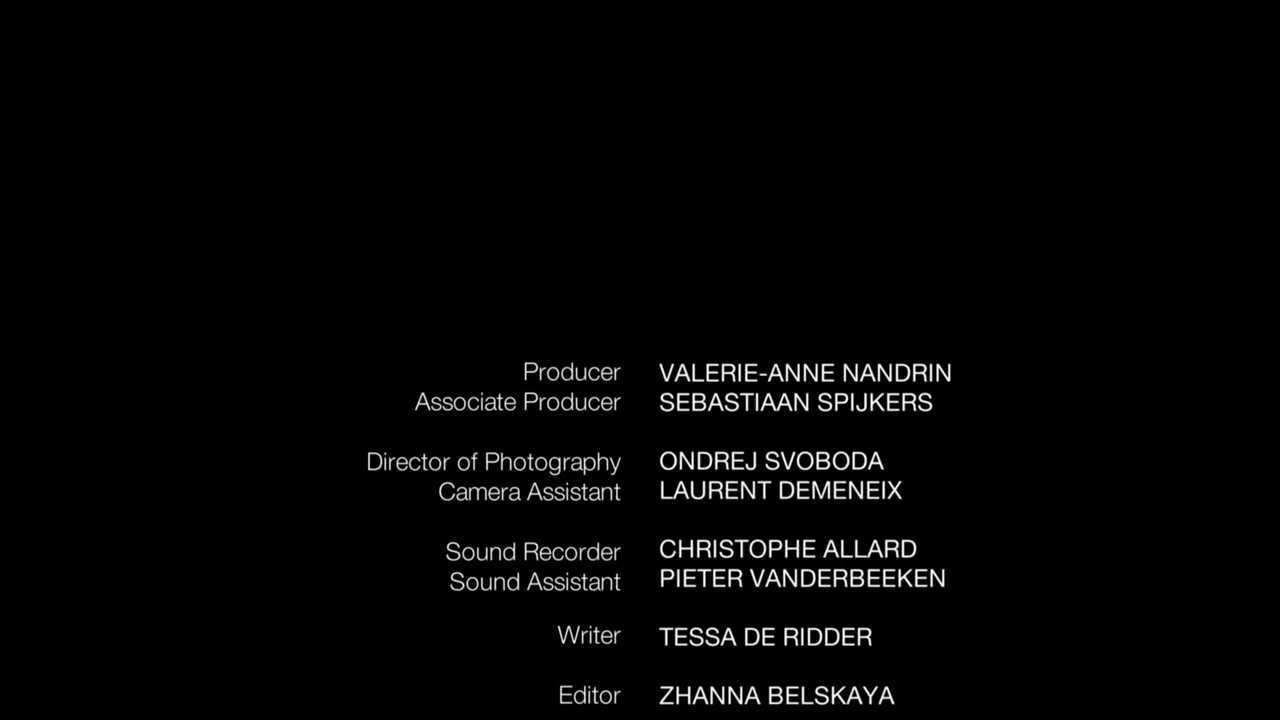 Producer VALERIE-ANNE NANDRIN
Associate Producer SEBASTIAAN SPIJKERS
Director of Photography ONDREJ SVOBODA
Camera Assistant LAURENT DEMENEIX
Sound Recorder CHRISTOPHE ALLARD
Sound Assistant PIETER VANDERBEEKEN
Writer TESSA DE RIDDER
Editor ZHANNA BELSKAYA